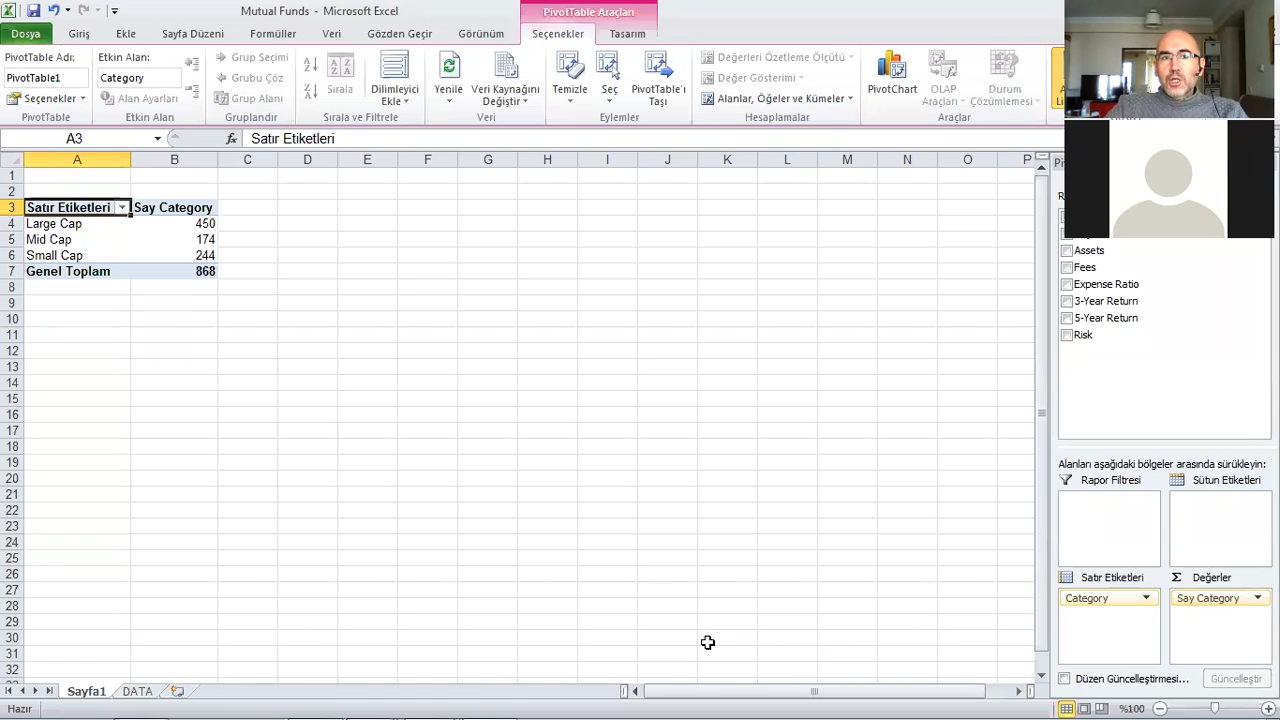 Mutual Funds - Microsoft Excel
PivotTable Araçları
Dosya Giriş Ekle Sayfa Düzeni Formüller Veri Gözden Geçir Görünüm Seçenekler Tasarım
PivotTable Adı:
PivotTable1
Seçenekler
PivotTable
Etkin Alan:
Category
Alan Ayarları
Etkin Alan
Grup Seçimi
Grubu Çöz
Grup Alanı
Gruplandır
Sırala
Dilimleyici
Ekle
Sırala ve Filtrele
Yenile
Veri Kaynağını
Değiştir
Veri
Temizle
Seç
PivotTable'ı
Taşı
Eylemler
Değerleri Özetleme Ölçütü
Değer Gösterimi
Alanlar, Öğeler ve Kümeler
Hesaplamalar
PivotChart
OLAP
Araçları
Durum
Çözümlemesi
Araçlar
A3
fx
Satır Etiketleri
A B C D E F G H I J K L M N O P
1
2
3 Satır Etiketleri Say Category
4 Large Cap 450
5 Mid Cap 174
6 Small Cap 244
7 Genel Toplam 868
8
9
10
11
12
13
14
15
16
17
18
19
20
21
22
23
24
25
26
27
28
29
30
31
32
Assets
Fees
Expense Ratio
3-Year Return
5-Year Return
Risk
Alanları aşağıdaki bölgeler arasında sürükleyin:
Rapor Filtresi
Sütun Etiketleri
Satır Etiketleri
Σ Değerler
Category
Say Category
Düzen Güncelleştirmesi...
Güncelleştir
Sayfa1 DATA
Hazır
%100